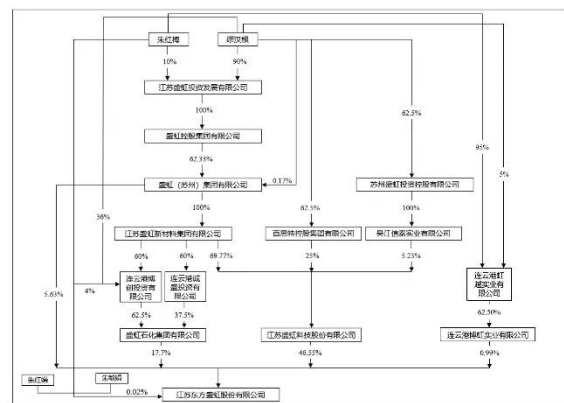 朱红梅
缪汉根
10%
90%
江苏盛虹投资发展有限公司
100%
盛虹控股集团有限公司
62.5%
95%
5%
62.33%
0.17%
盛虹（苏州）集团有限公司
苏州盛虹投资控股有限公司
36%
100%
62.5%
100%
江苏盛虹新材料集团有限公司
百思特控股集团有限公司
吴江信泰实业有限公司
60%
60%
69.77%
25%
5.23%
连云港博
创投资有
限公司
连云港诚
盛投资有
限公司
连云港虹
越实业有
限公司
5.63%
4%
62.5%
37.5%
62.50%
盛虹石化集团有限公司
江苏盛虹科技股份有限公司
连云港博虹实业有限公司
17.7%
46.55%
0.99%
朱红娟
朱敏娟
0.02%
江苏东方盛虹股份有限公司